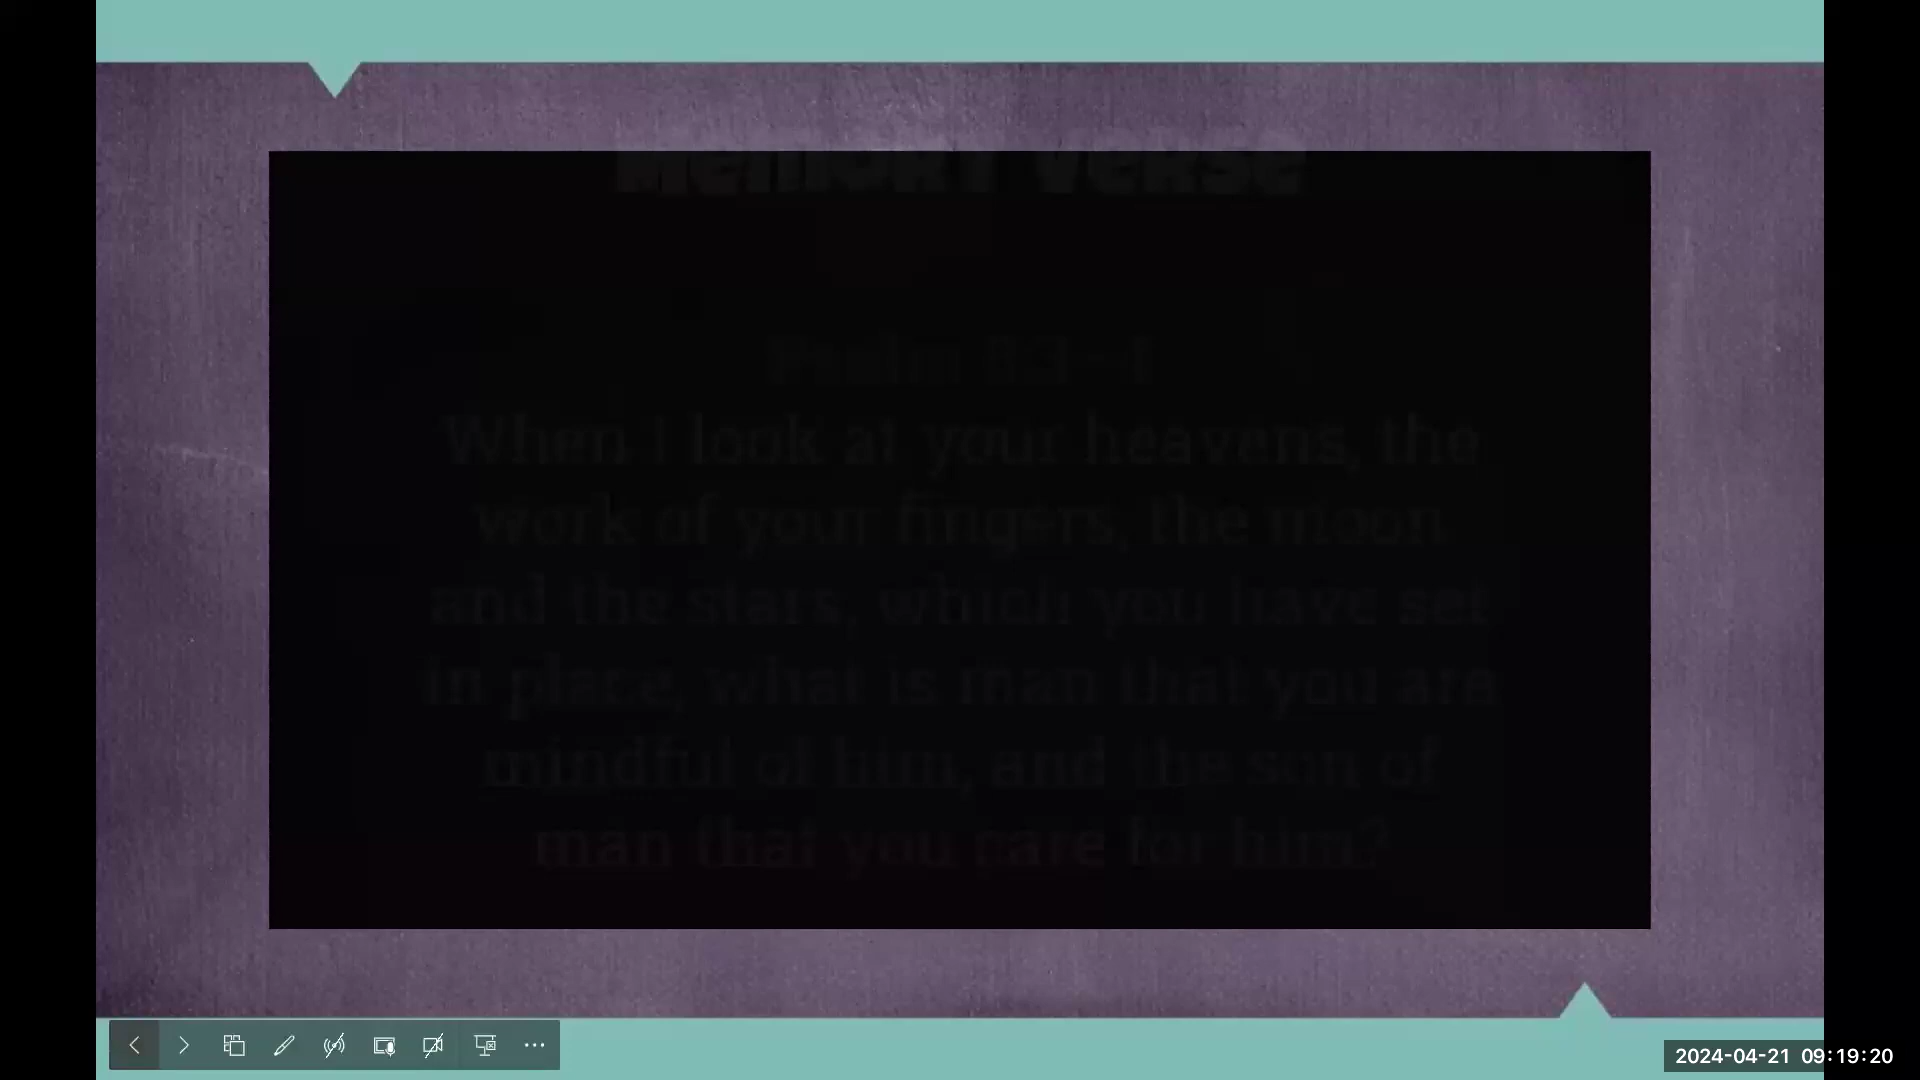 MEMORY VERSE
Psalm 8:3–4
When I look at your heavens, the
work of your fingers, the moon
and the stars, which you have set
in place, what is man that you are
mindful of him, and the son of
man that you care for him?
2024-04-21 09:19:20